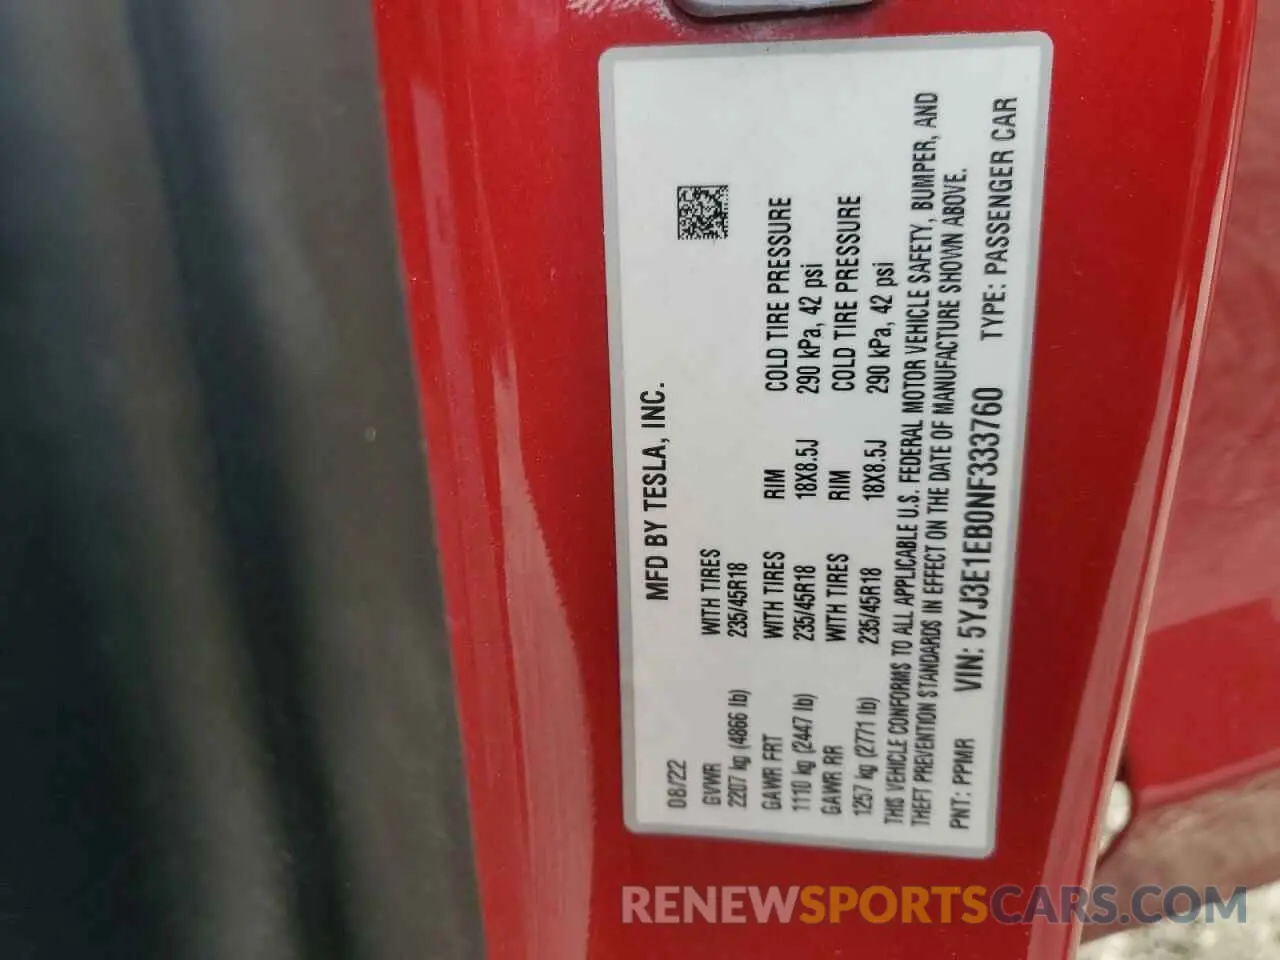 MFD BY TESLA, INC.
08/22
GVWR WITH TIRES
2207 kg (4866 lb) 235/45R18
GAWR FRT WITH TIRES RIM COLD TIRE PRESSURE
1110 kg (2447 lb) 235/45R18 18X8.5J 290 kPa, 42 psi
GAWR RR WITH TIRES RIM COLD TIRE PRESSURE
1257 kg (2771 lb) 235/45R18 18X8.5J 290 kPa, 42 psi
THIS VEHICLE CONFORMS TO ALL APPLICABLE U.S. FEDERAL MOTOR VEHICLE SAFETY, BUMPER, AND
THEFT PREVENTION STANDARDS IN EFFECT ON THE DATE OF MANUFACTURE SHOWN ABOVE.
PNT: PPMR VIN: 5YJ3E1EB0NF333760 TYPE: PASSENGER CAR
RENEWSPORTSCARS.COM